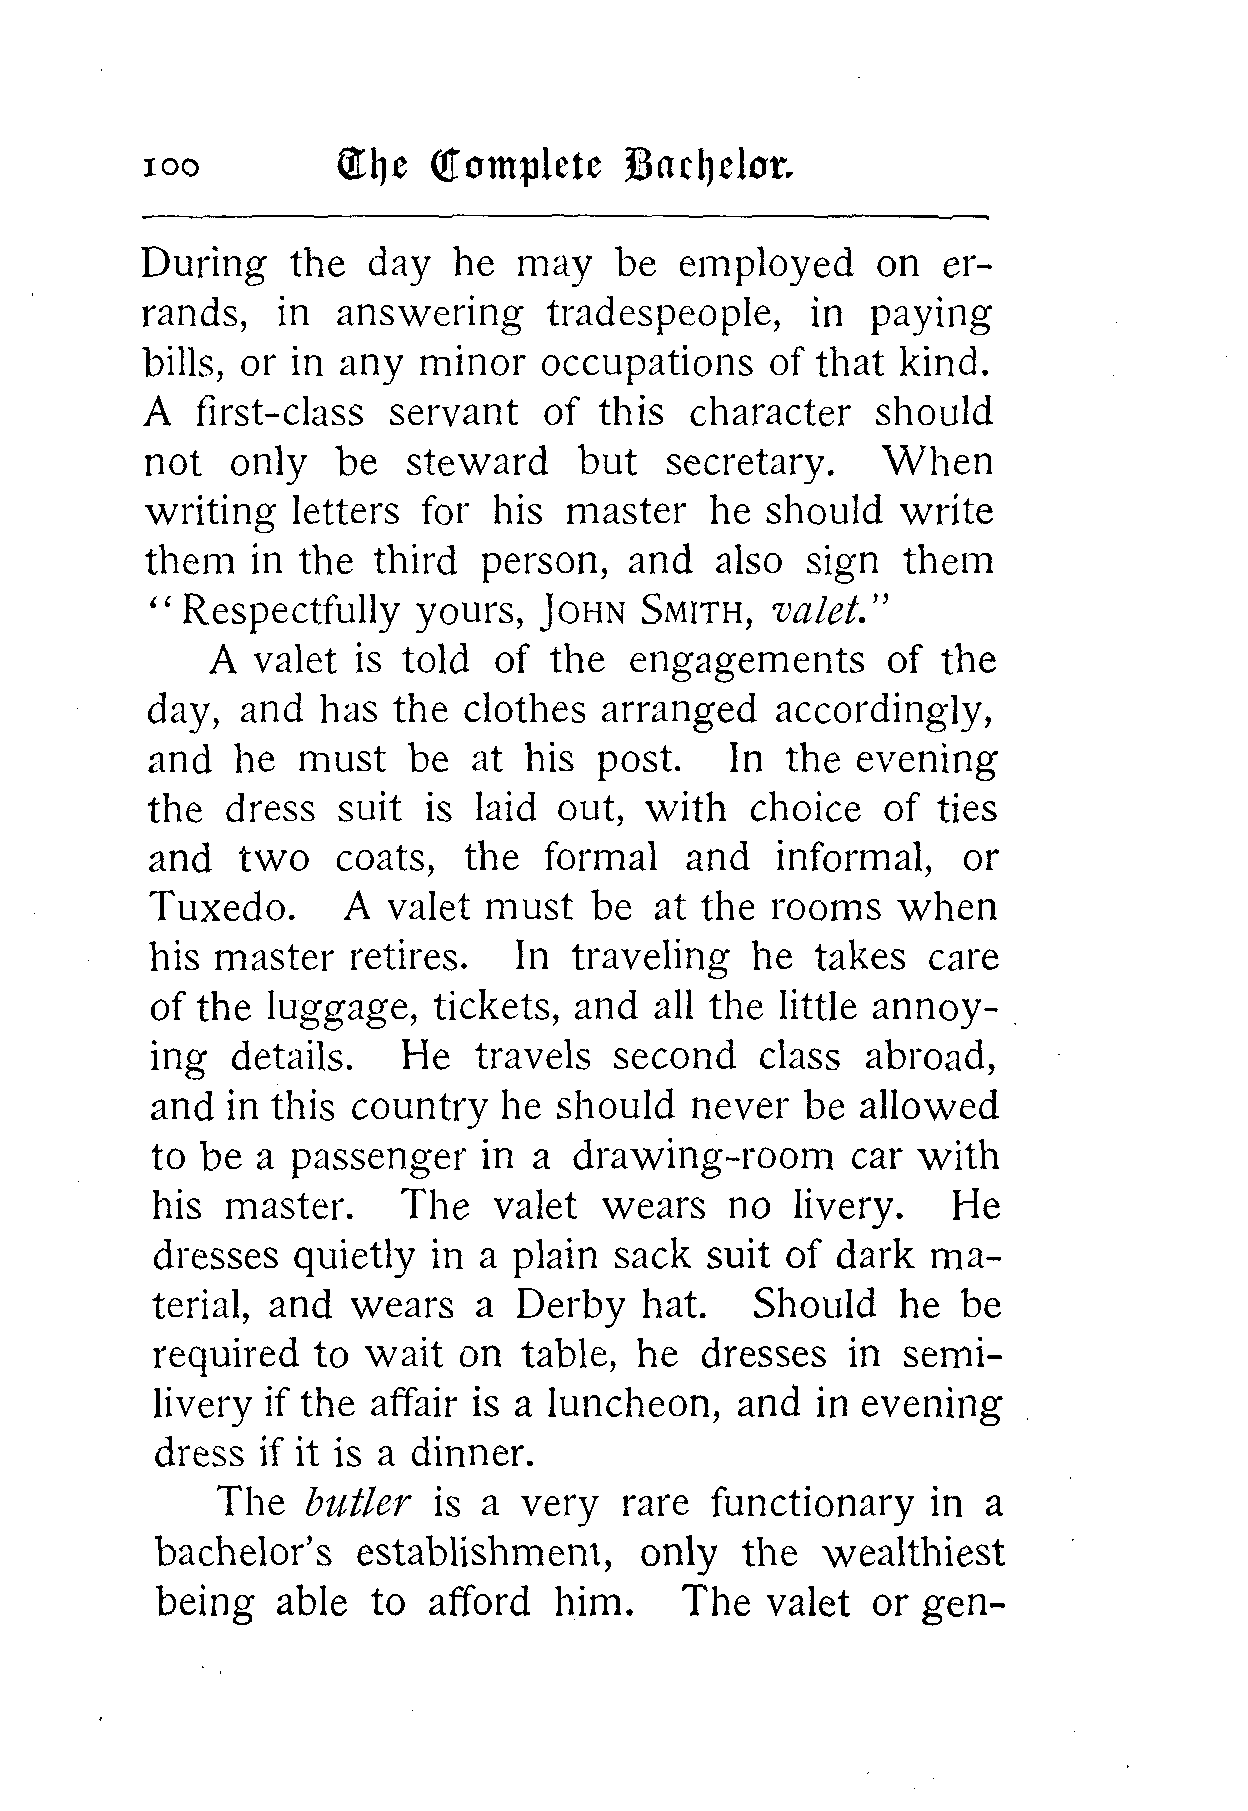 100 The Complete Bachelor.
During the day he may be employed on er-
rands, in answering tradespeople, in paying
bills, or in any minor occupations of that kind.
A first-class servant of this character should
not only be steward but secretary. When
writing letters for his master he should write
them in the third person, and also sign them
“Respectfully yours, JOHN SMITH, valet.”
A valet is told of the engagements of the
day, and has the clothes arranged accordingly,
and he must be at his post. In the evening
the dress suit is laid out, with choice of ties
and two coats, the formal and informal, or
Tuxedo. A valet must be at the rooms when
his master retires. In traveling he takes care
of the luggage, tickets, and all the little annoy-
ing details. He travels second class abroad,
and in this country he should never be allowed
to be a passenger in a drawing-room car with
his master. The valet wears no livery. He
dresses quietly in a plain sack suit of dark ma-
terial, and wears a Derby hat. Should he be
required to wait on table, he dresses in semi-
livery if the affair is a luncheon, and in evening
dress if it is a dinner.
The butler is a very rare functionary in a
bachelor's establishment, only the wealthiest
being able to afford him. The valet or gen-